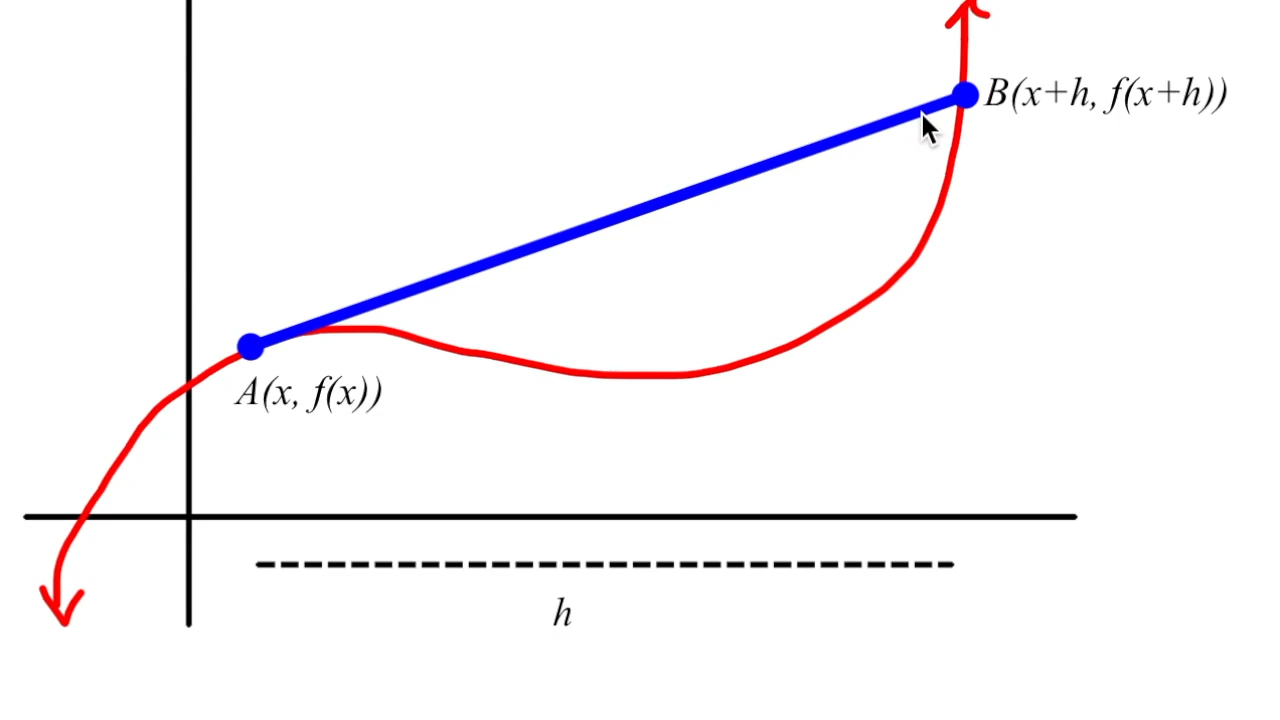 B(x+h, f(x+h))
A(x, f(x))
h